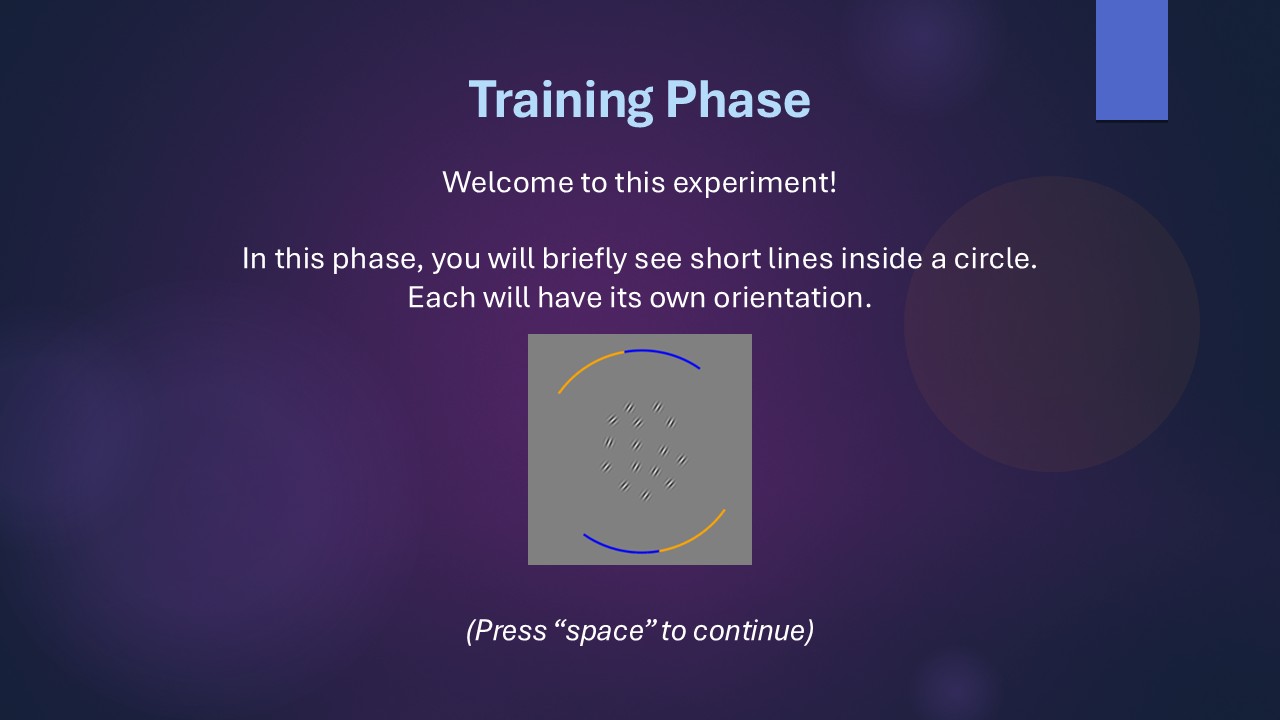 Training Phase
Welcome to this experiment!
In this phase, you will briefly see short lines inside a circle.
Each will have its own orientation.
(Press “space” to continue)